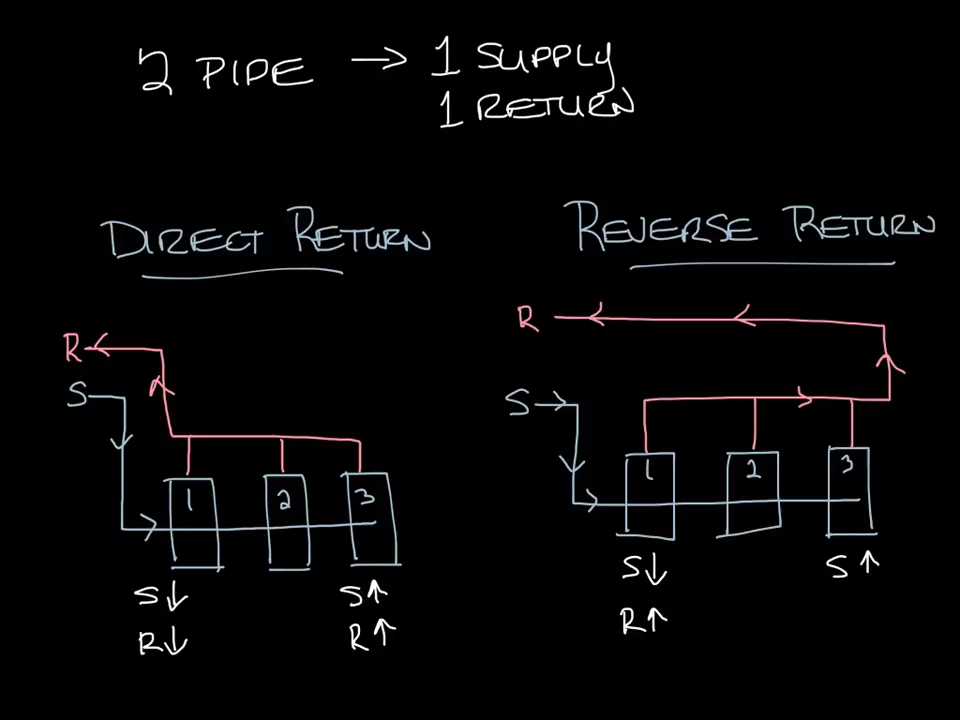 2 PIPE → 1 SUPPLY
1 RETURN
DIRECT RETURN
REVERSE RETURN
R
S
1 2 3
S↓ S↑
R↓ R↑
R
S
1 2 3
S↓ S↑
R↑